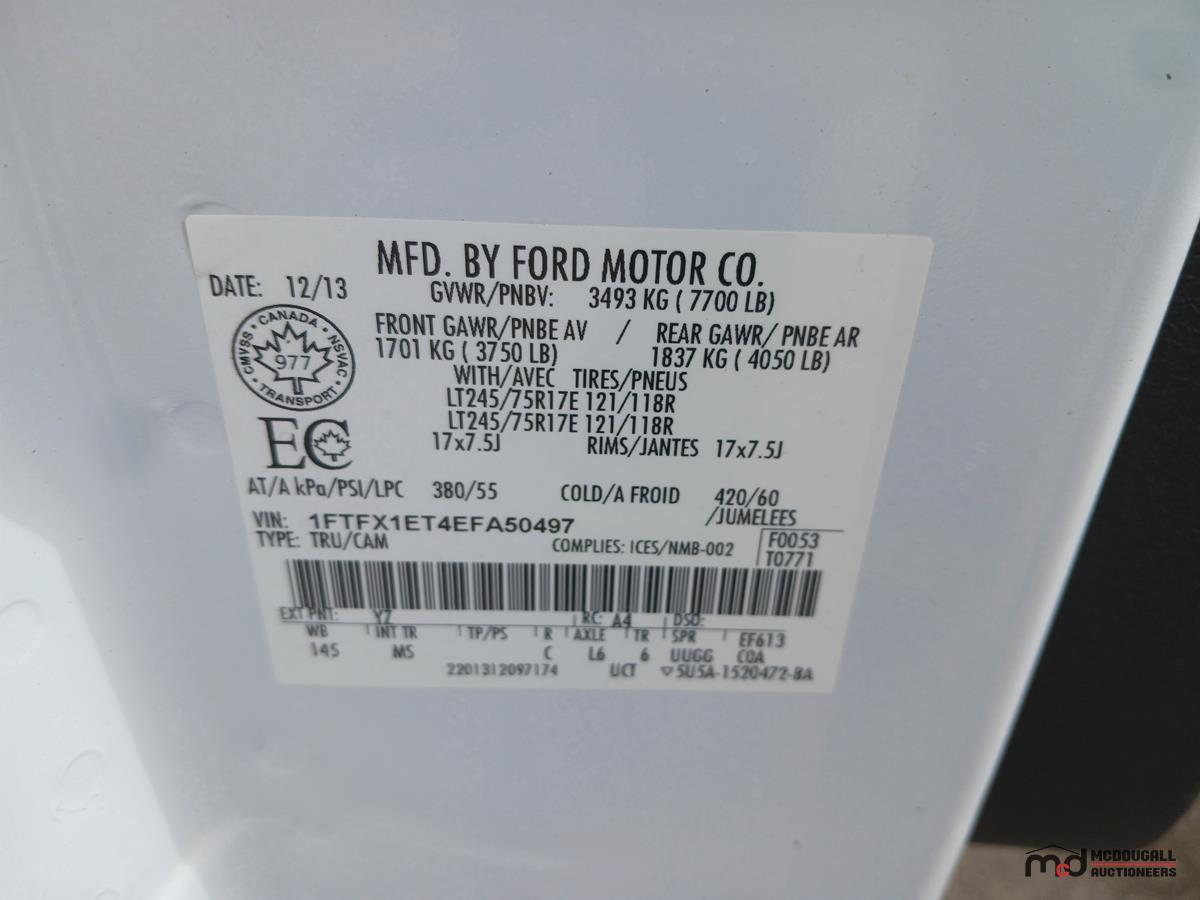 MFD. BY FORD MOTOR CO.
DATE: 12/13
GVWR/PNBV: 3493 KG ( 7700 LB)
FRONT GAWR/PNBE AV / REAR GAWR/ PNBE AR
1701 KG ( 3750 LB) 1837 KG ( 4050 LB)
WITH/AVEC TIRES/PNEUS
LT245/75R17E 121/118R
LT245/75R17E 121/118R
17x7.5J RIMS/JANTES 17x7.5J
CANADA
CMVSS NSVAC
977
TRANSPORT
EC
AT/A kPa/PSI/LPC 380/55 COLD/A FROID 420/60
/JUMELEES
VIN: 1FTFX1ET4EFA50497
TYPE: TRU/CAM COMPLIES: ICES/NMB-002
F0053
T0771
EXT PNT: YZ RC: A4 DSO:
WB INT TR TP/PS R AXLE TR SPR EF613
145 MS C L6 6 UUGG COA
2201312097174 UCT ▽5U5A-1520472-BA
mcd MCDOUGALL
AUCTIONEERS